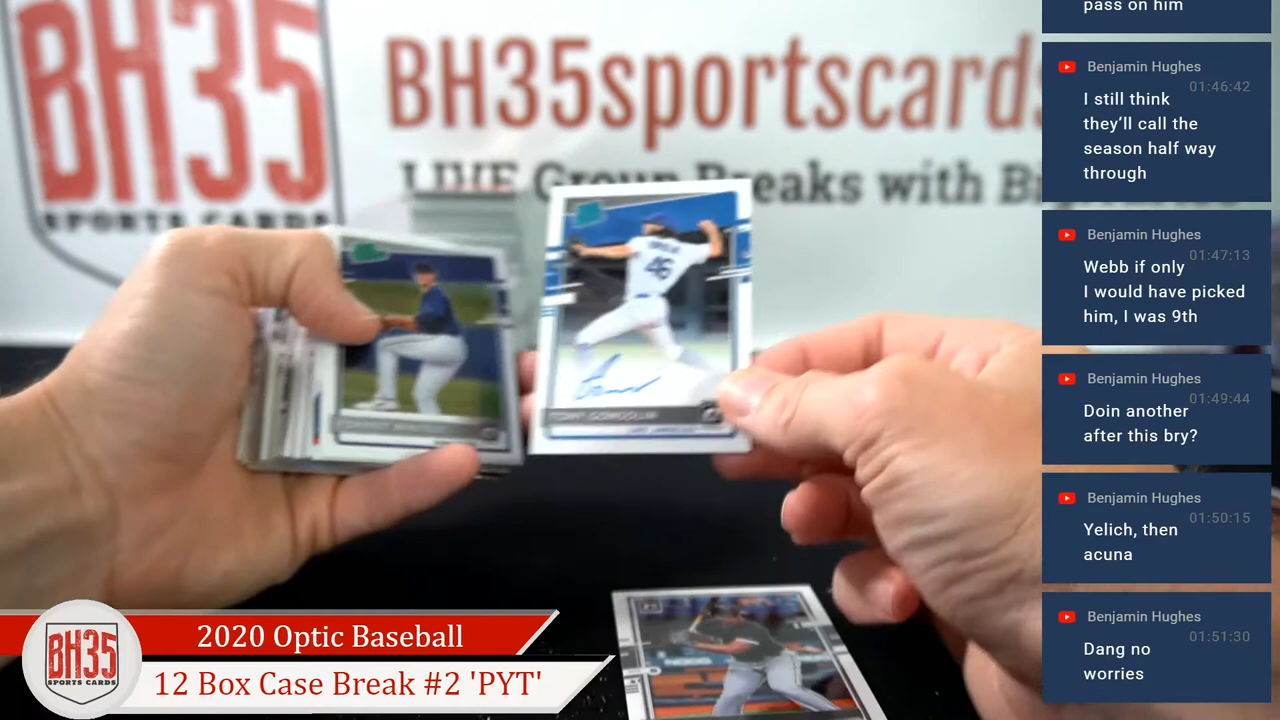 BH35
SPORTS CARDS
BH35sportscards
LIVE Group Breaks with
pass on him
Benjamin Hughes
01:46:42
I still think
they'll call the
season half way
through
Benjamin Hughes
01:47:13
Webb if only
I would have picked
him, I was 9th
Benjamin Hughes
01:49:44
Doin another
after this bry?
Benjamin Hughes
01:50:15
Yelich, then
acuna
Benjamin Hughes
01:51:30
Dang no
worries
46
TONY GONSOLIN
BH35
SPORTS CARDS
2020 Optic Baseball
12 Box Case Break #2 'PYT'